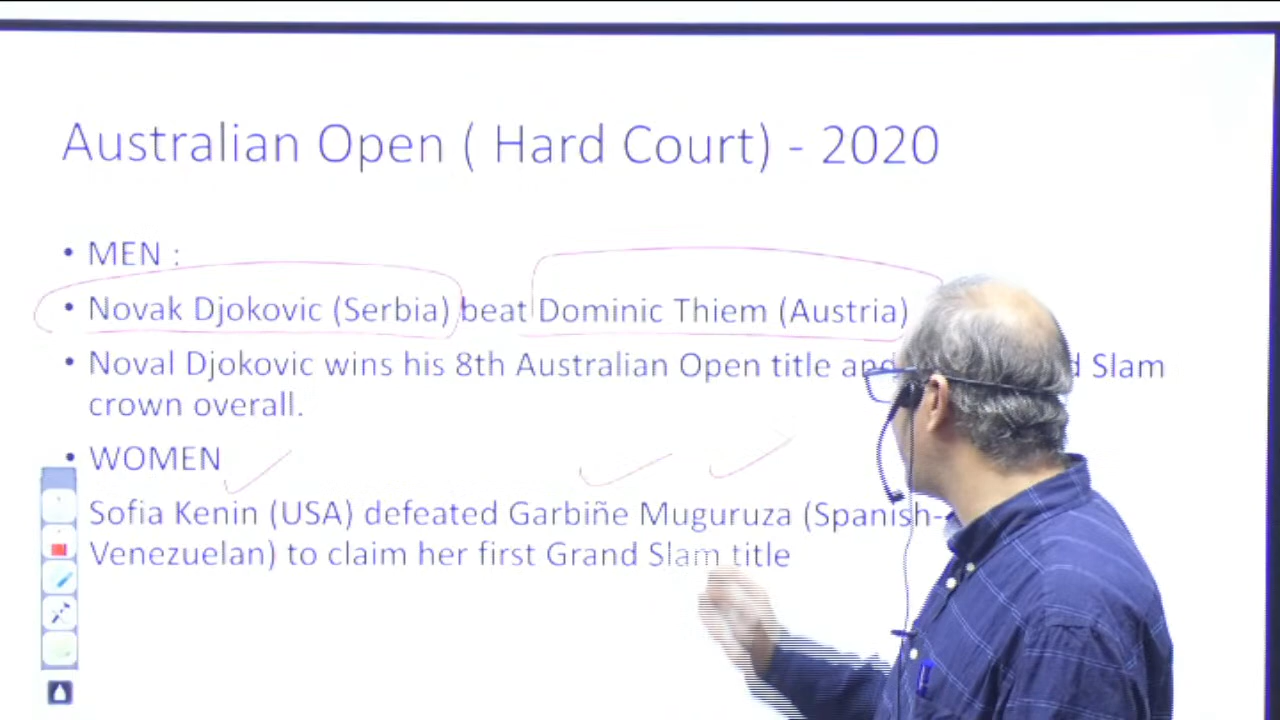 Australian Open ( Hard Court) - 2020
• MEN :
• Novak Djokovic (Serbia) beat Dominic Thiem (Austria)
• Noval Djokovic wins his 8th Australian Open title and Slam
crown overall.
• WOMEN
Sofia Kenin (USA) defeated Garbiñe Muguruza (Spanish-
Venezuelan) to claim her first Grand Slam title